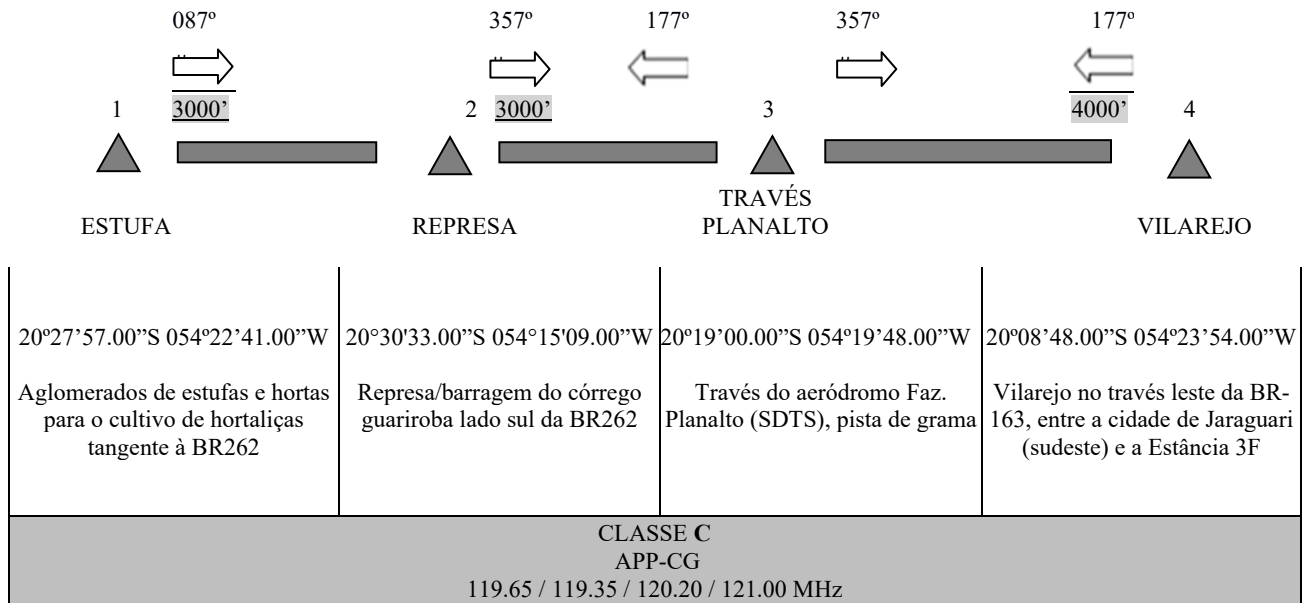 087º 357º 177º 357º 177º
1 3000’ 2 3000’ 3 4000’ 4
ESTUFA REPRESA TRAVÉS PLANALTO VILAREJO
20º27’57.00”S 054º22’41.00”W
Aglomerados de estufas e hortas
para o cultivo de hortaliças
tangente à BR262
20°30'33.00”S 054°15'09.00”W
Represa/barragem do córrego
guariroba lado sul da BR262
20º19’00.00”S 054º19’48.00”W
Través do aeródromo Faz.
Planalto (SDTS), pista de grama
20º08’48.00”S 054º23’54.00”W
Vilarejo no través leste da BR-
163, entre a cidade de Jaraguari
(sudeste) e a Estância 3F
CLASSE C
APP-CG
119.65 / 119.35 / 120.20 / 121.00 MHz